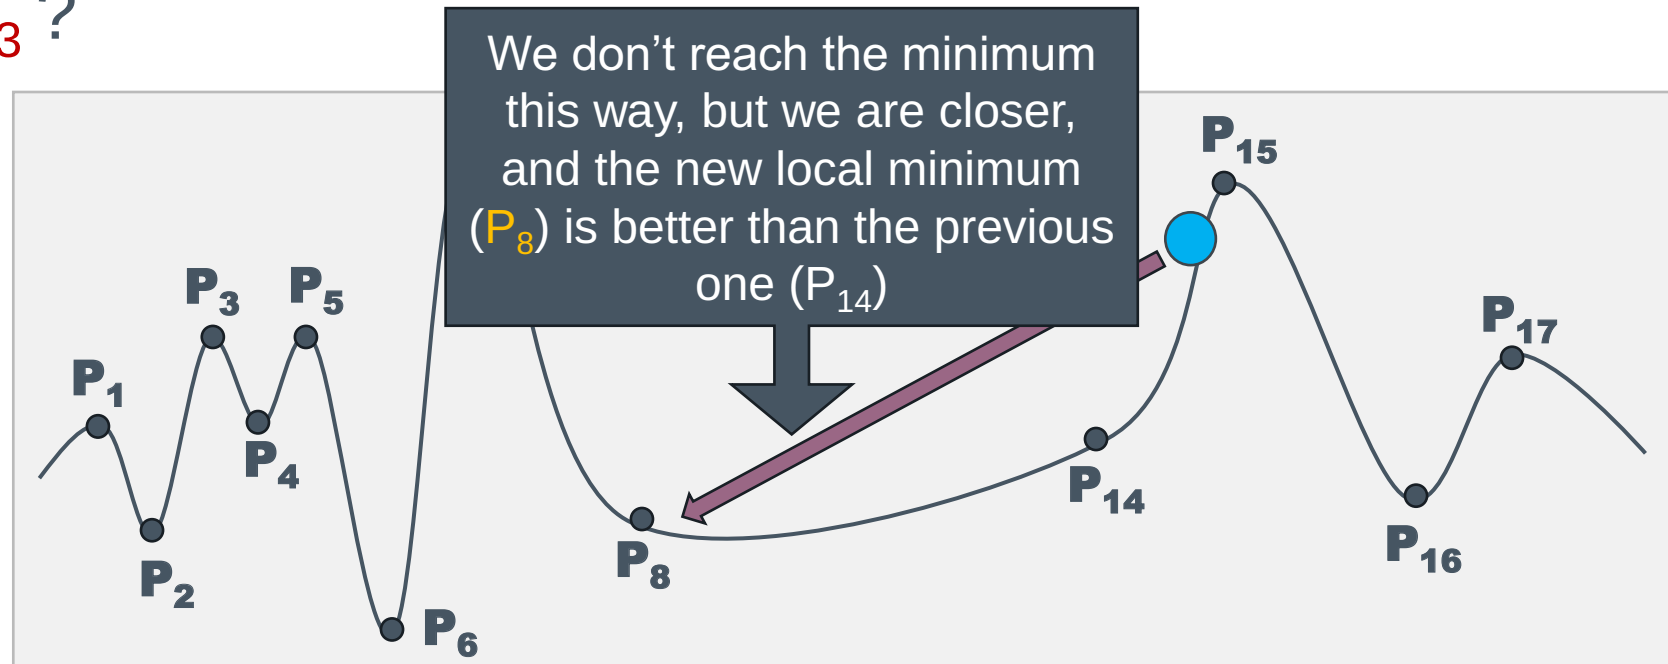 3 ?
We don’t reach the minimum
this way, but we are closer,
and the new local minimum
(P8) is better than the previous
one (P14)
P15
P3
P5
P17
P1
P4
P14
P16
P8
P2
P6